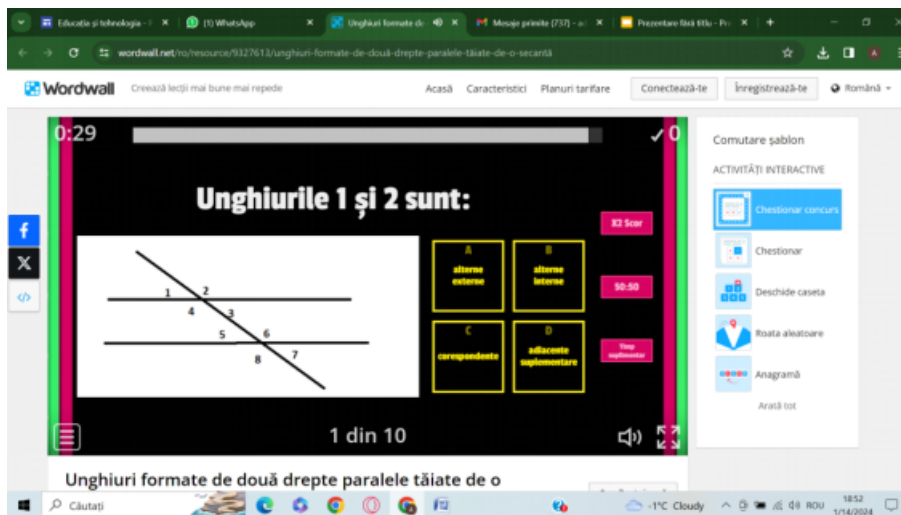 Educatia si tehnologia -
(1) WhatsApp
Unghiuri formate de
Mesaje primite (737) - a
Prezentare fără titlu - Pr
wordwall.net/ro/resource/9327613/unghiuri-formate-de-două-drepte-paralele-tăiate-de-o-secantă
Wordwall
Creează lecții mai bune mai repede
Acasă
Caracteristici
Planuri tarifare
Conectează-te
Înregistrează-te
Română
0:29
0
Unghiurile 1 și 2 sunt:
X2 Scor
50:50
Timp
suplimentar
A
alterne
externe
B
alterne
interne
C
corespondente
D
adiacente
suplementare
1
2
4
3
5
6
8
7
1 din 10
Comutare șablon
ACTIVITĂȚI INTERACTIVE
Chestionar concurs
Chestionar
Deschide caseta
Roata aleatoare
Anagramă
Arată tot
Unghiuri formate de două drepte paralele tăiate de o
Căutați
-1°C Cloudy
ROU
18:52
1/14/2024